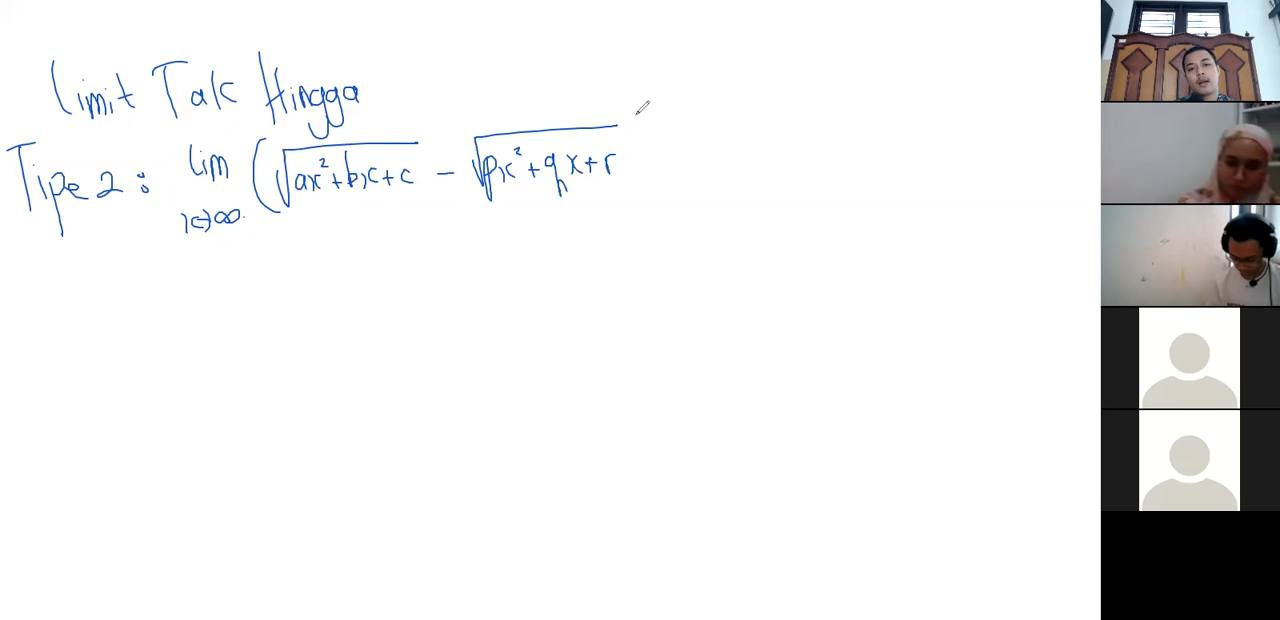 Limit Tak Hingga
Tipe 2: lim x→∞ (√(ax²+bx+c) - √(px²+qx+r)